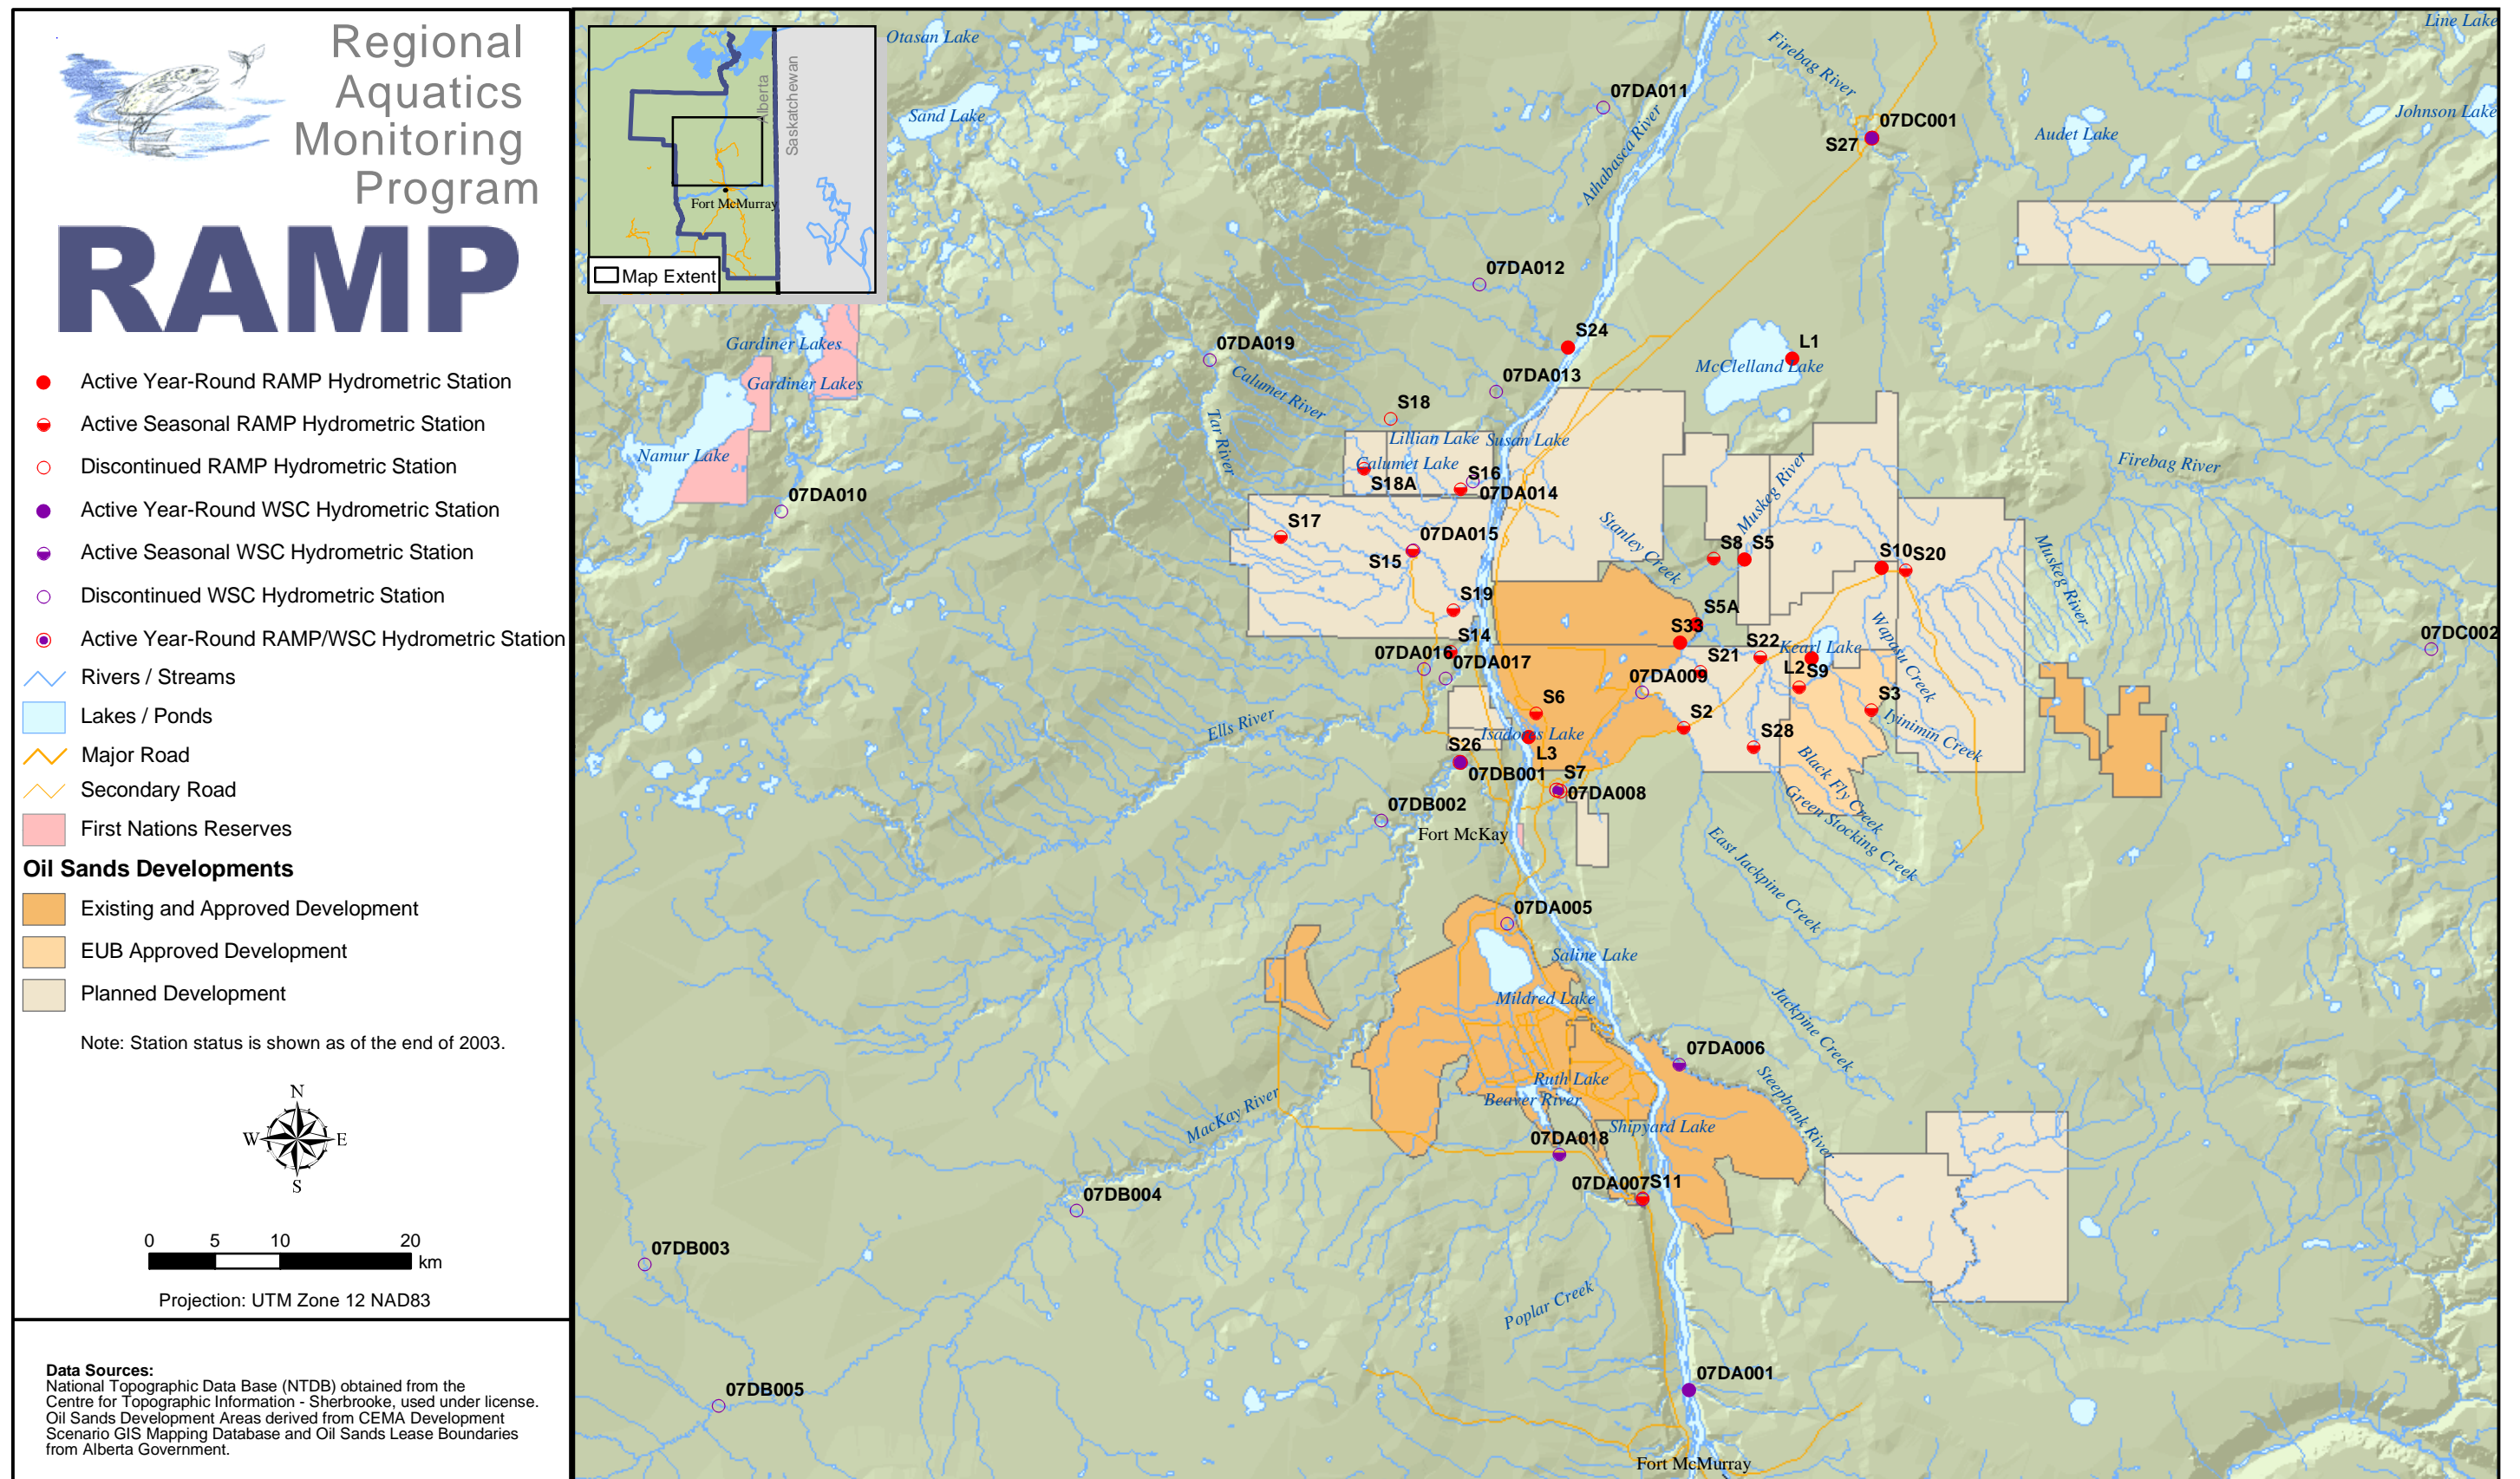 Regional
Aquatics
Monitoring
Program
RAMP
Active Year-Round RAMP Hydrometric Station
Active Seasonal RAMP Hydrometric Station
Discontinued RAMP Hydrometric Station
Active Year-Round WSC Hydrometric Station
Active Seasonal WSC Hydrometric Station
Discontinued WSC Hydrometric Station
Active Year-Round RAMP/WSC Hydrometric Station
Rivers / Streams
Lakes / Ponds
Major Road
Secondary Road
First Nations Reserves
Oil Sands Developments
Existing and Approved Development
EUB Approved Development
Planned Development
Note: Station status is shown as of the end of 2003.
N
W E
S
0 5 10 20
km
Projection: UTM Zone 12 NAD83
Data Sources:
National Topographic Data Base (NTDB) obtained from the
Centre for Topographic Information - Sherbrooke, used under license.
Oil Sands Development Areas derived from CEMA Development
Scenario GIS Mapping Database and Oil Sands Lease Boundaries
from Alberta Government.
Alberta
Saskatchewan
Fort McMurray
Map Extent
Otasan Lake
Sand Lake
Line Lake
Johnson Lake
Audet Lake
Firebag River
07DA011
Athabasca River
07DC001
S27
07DA012
S24
L1
McClelland Lake
07DA019
Gardiner Lakes
Gardiner Lakes
Calumet River
Tar River
07DA013
S18
Lillian Lake
Susan Lake
Calumet Lake
Namur Lake
S16
S18A
07DA014
07DA010
Firebag River
Muskeg River
S17
07DA015
S15
Stanley Creek
S8
S5
S10
S20
Muskeg River
S19
S5A
S14
S33
S22
Wapasu Creek
Kearl Lake
07DC002
07DA016
07DA017
S21
L2
S9
07DA009
S3
S6
S2
Iyinimin Creek
Ells River
Isadores Lake
S26
L3
S28
Black Fly Creek
07DB001
S7
07DA008
Green Stocking Creek
07DB002
Fort McKay
East Jackpine Creek
07DA005
Saline Lake
Mildred Lake
Jackpine Creek
07DA006
Ruth Lake
Beaver River
Steepbank River
MacKay River
Shipyard Lake
07DA018
07DA007
S11
07DB004
07DB003
Poplar Creek
07DA001
07DB005
Fort McMurray